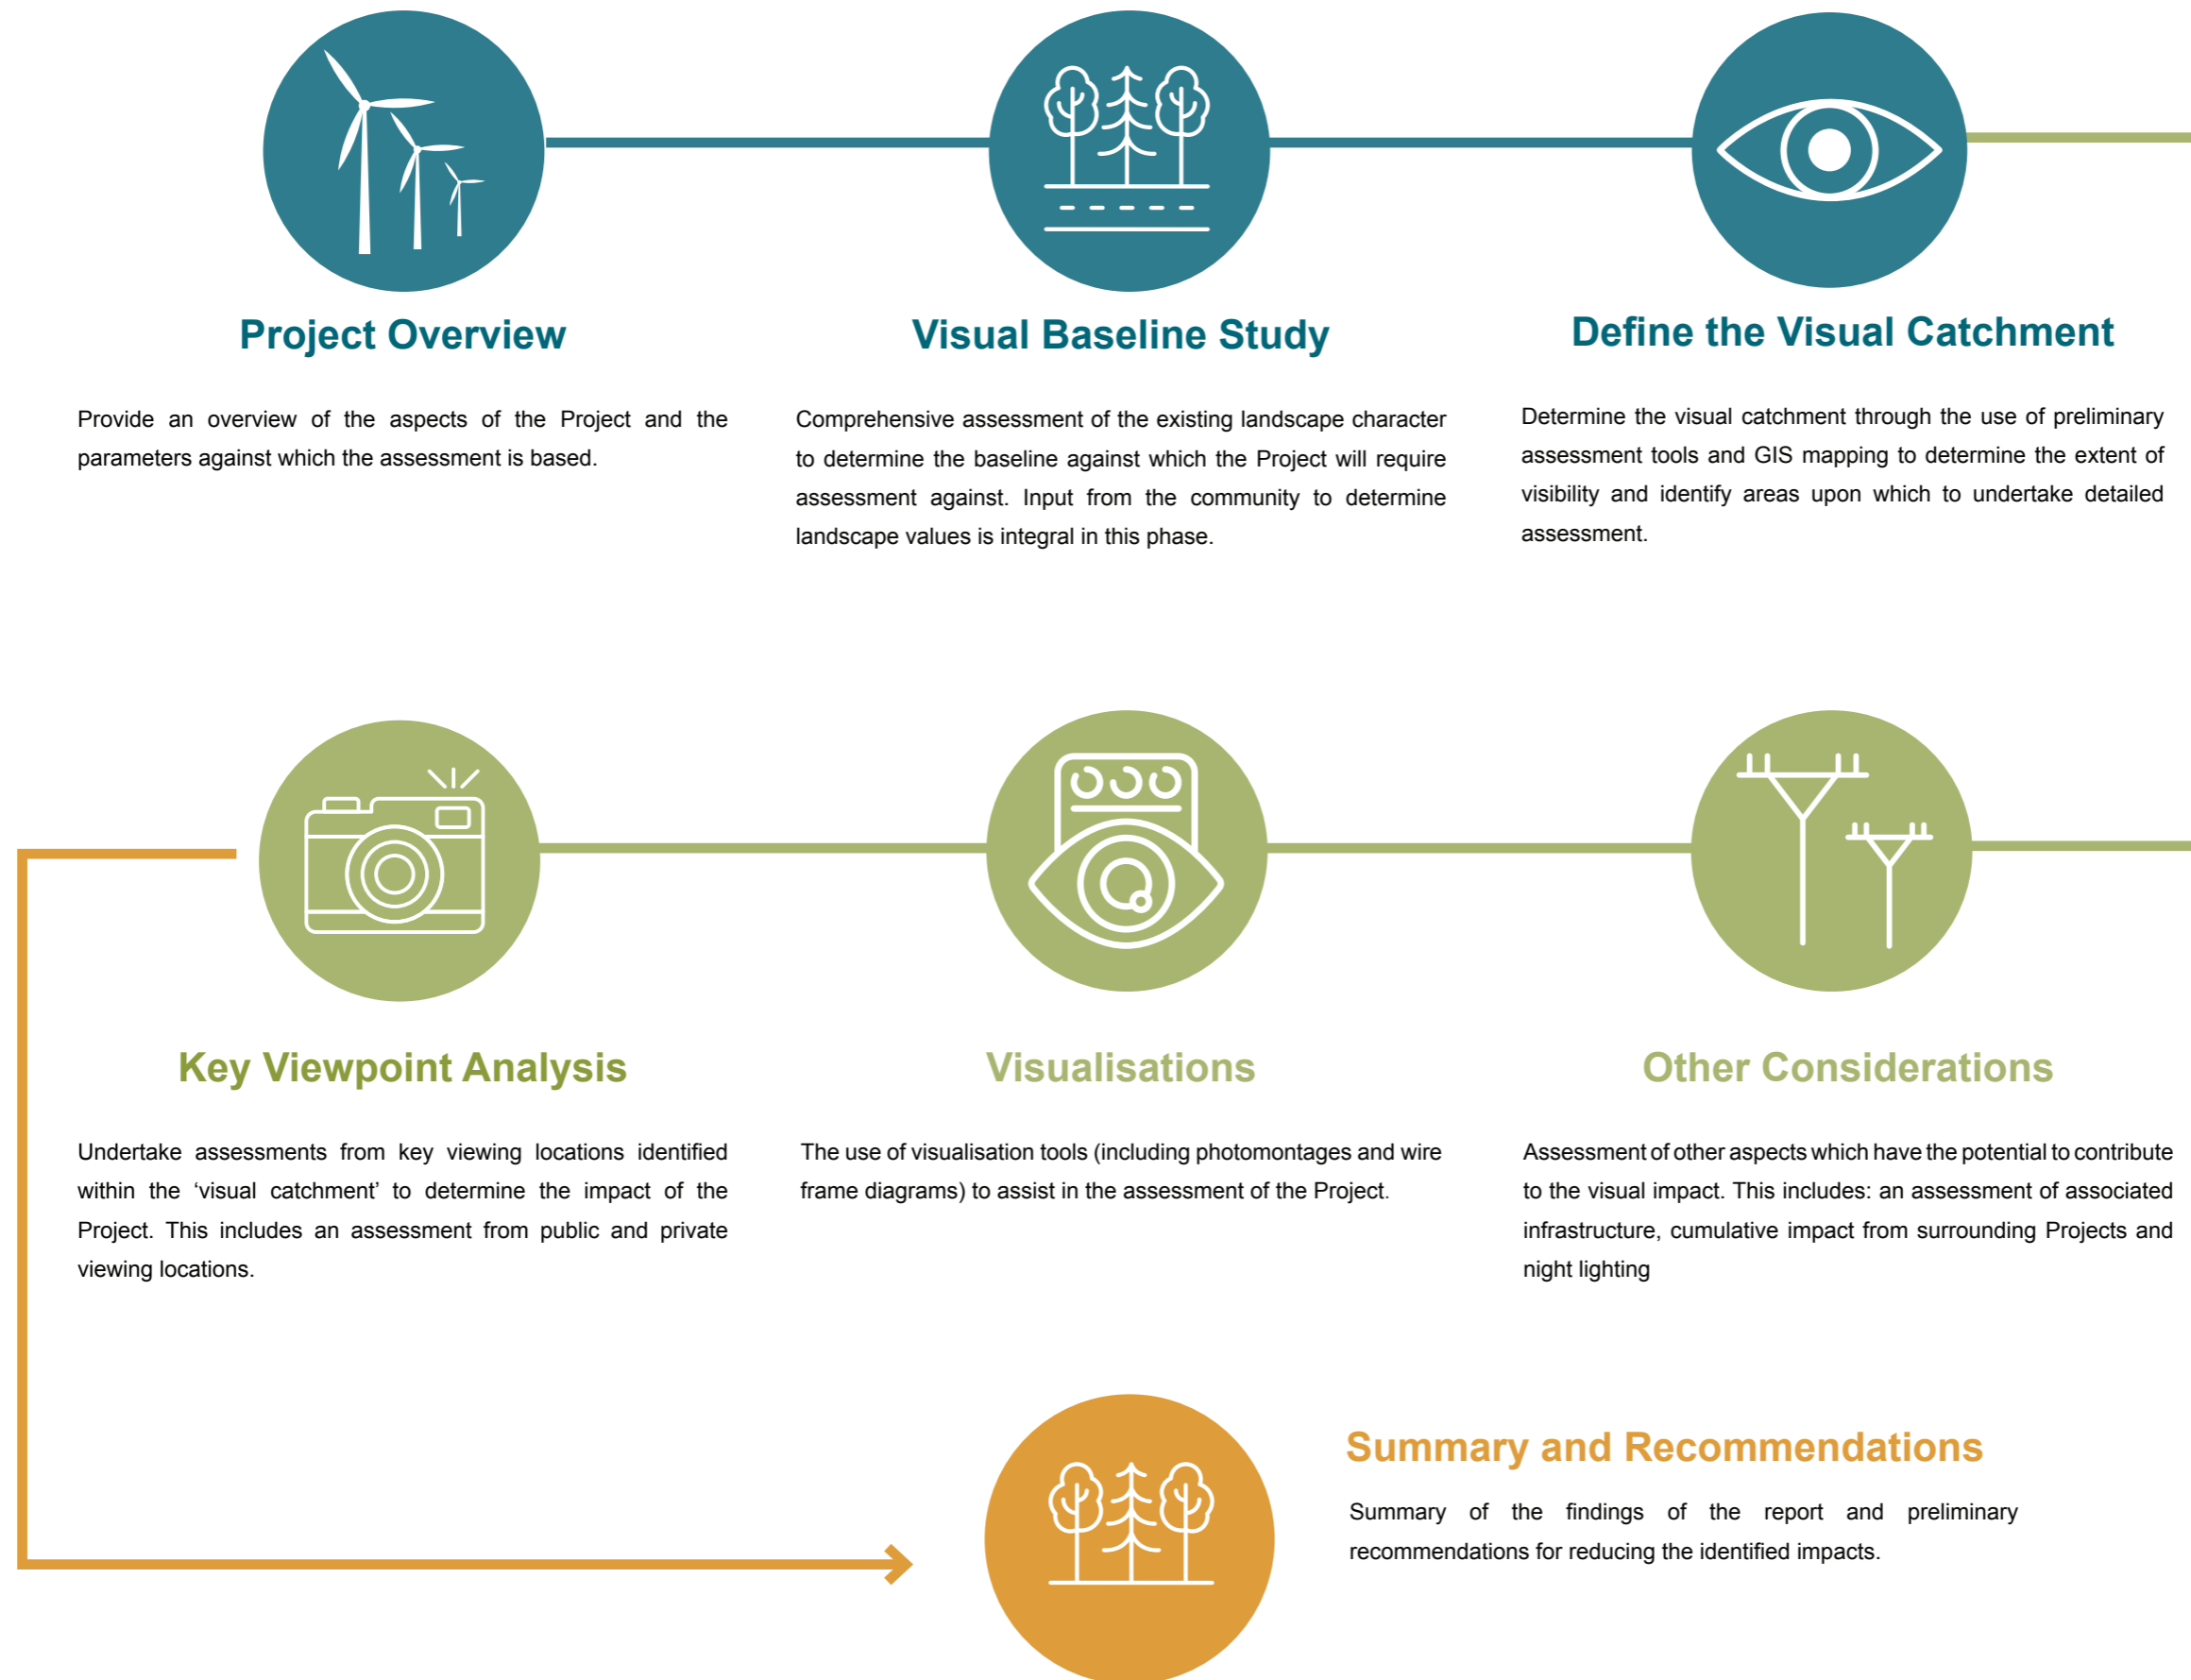 Project Overview
Provide an overview of the aspects of the Project and the
parameters against which the assessment is based.
Visual Baseline Study
Comprehensive assessment of the existing landscape character
to determine the baseline against which the Project will require
assessment against. Input from the community to determine
landscape values is integral in this phase.
Define the Visual Catchment
Determine the visual catchment through the use of preliminary
assessment tools and GIS mapping to determine the extent of
visibility and identify areas upon which to undertake detailed
assessment.
Key Viewpoint Analysis
Undertake assessments from key viewing locations identified
within the ‘visual catchment’ to determine the impact of the
Project. This includes an assessment from public and private
viewing locations.
Visualisations
The use of visualisation tools (including photomontages and wire
frame diagrams) to assist in the assessment of the Project.
Other Considerations
Assessment of other aspects which have the potential to contribute
to the visual impact. This includes: an assessment of associated
infrastructure, cumulative impact from surrounding Projects and
night lighting
Summary and Recommendations
Summary of the findings of the report and preliminary
recommendations for reducing the identified impacts.